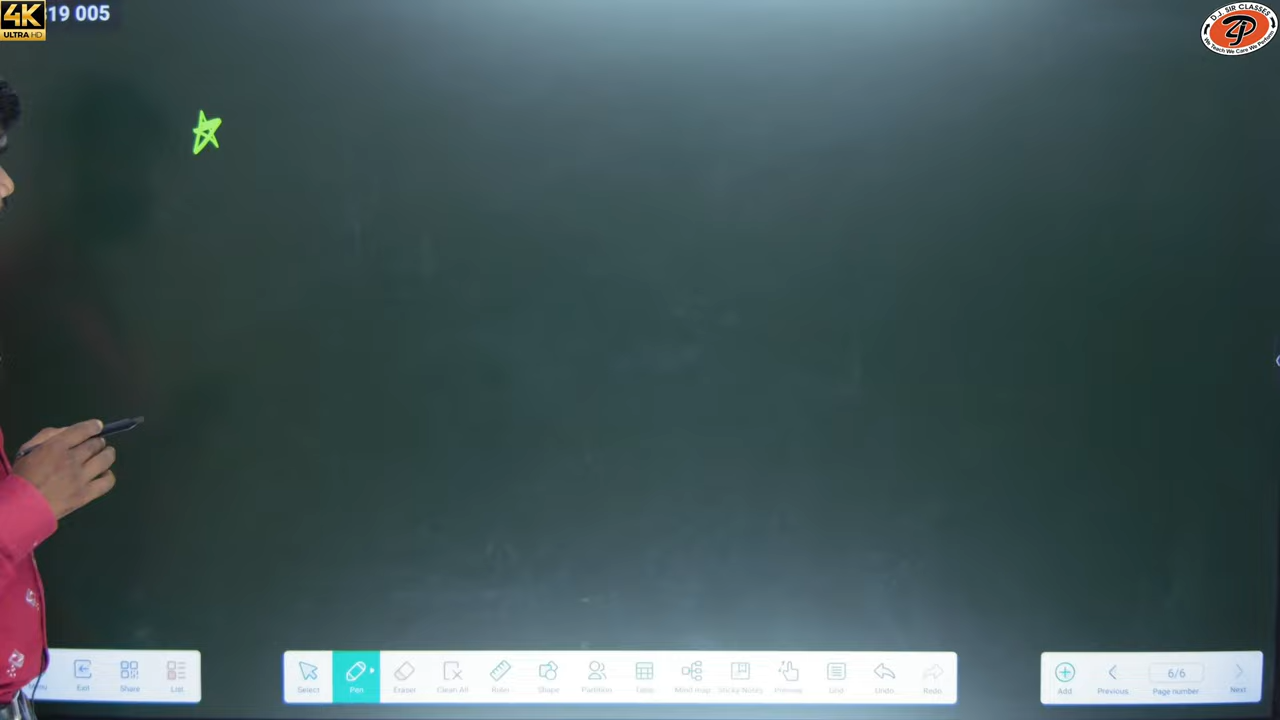 4K
ULTRA HD
19 005
D.J. SIR CLASSES
We Teach We Care We Perform
Exit
Share
List
Select
Pen
Eraser
Clean All
Ruler
Shape
Partition
Table
Mind map
Sticky Notes
Grid
Undo
Redo
Add
Previous
6/6
Page number
Next